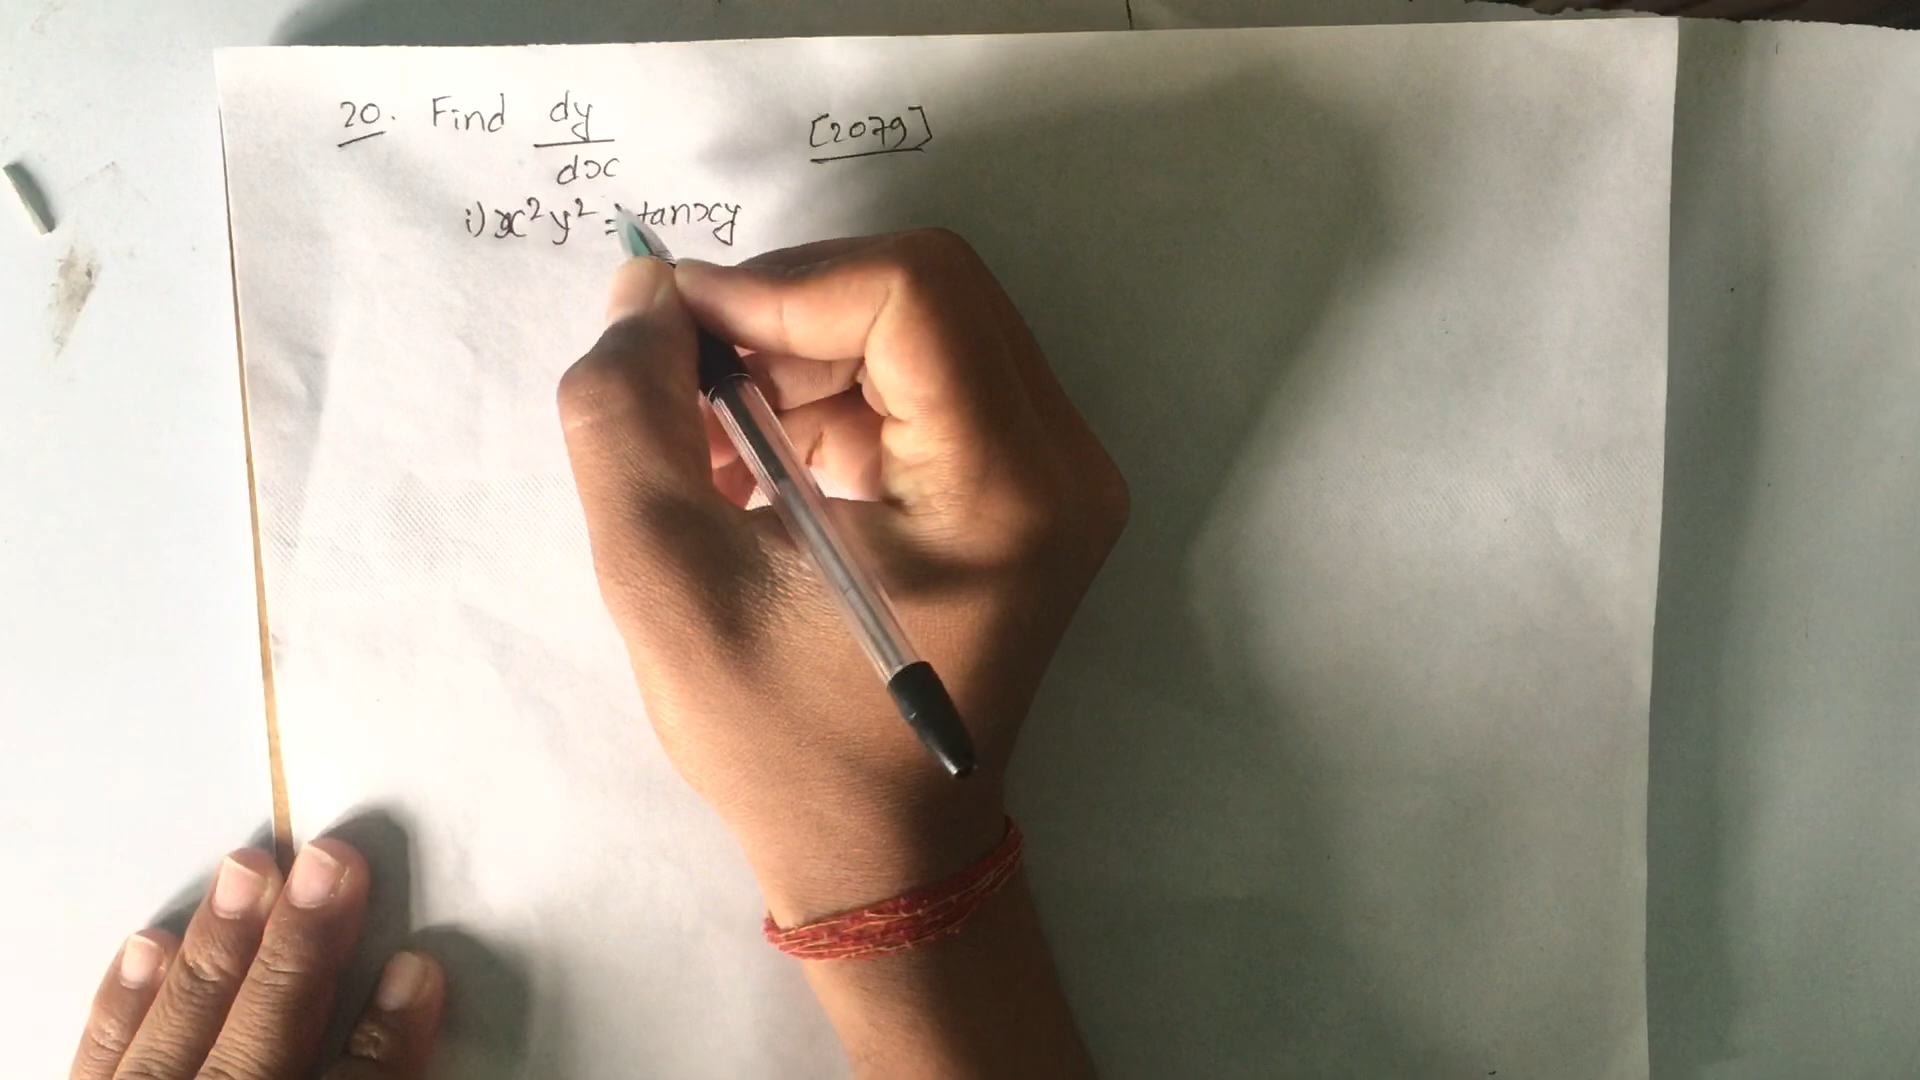 20. Find dy/dx [2079]
i) x²y² = tanxy